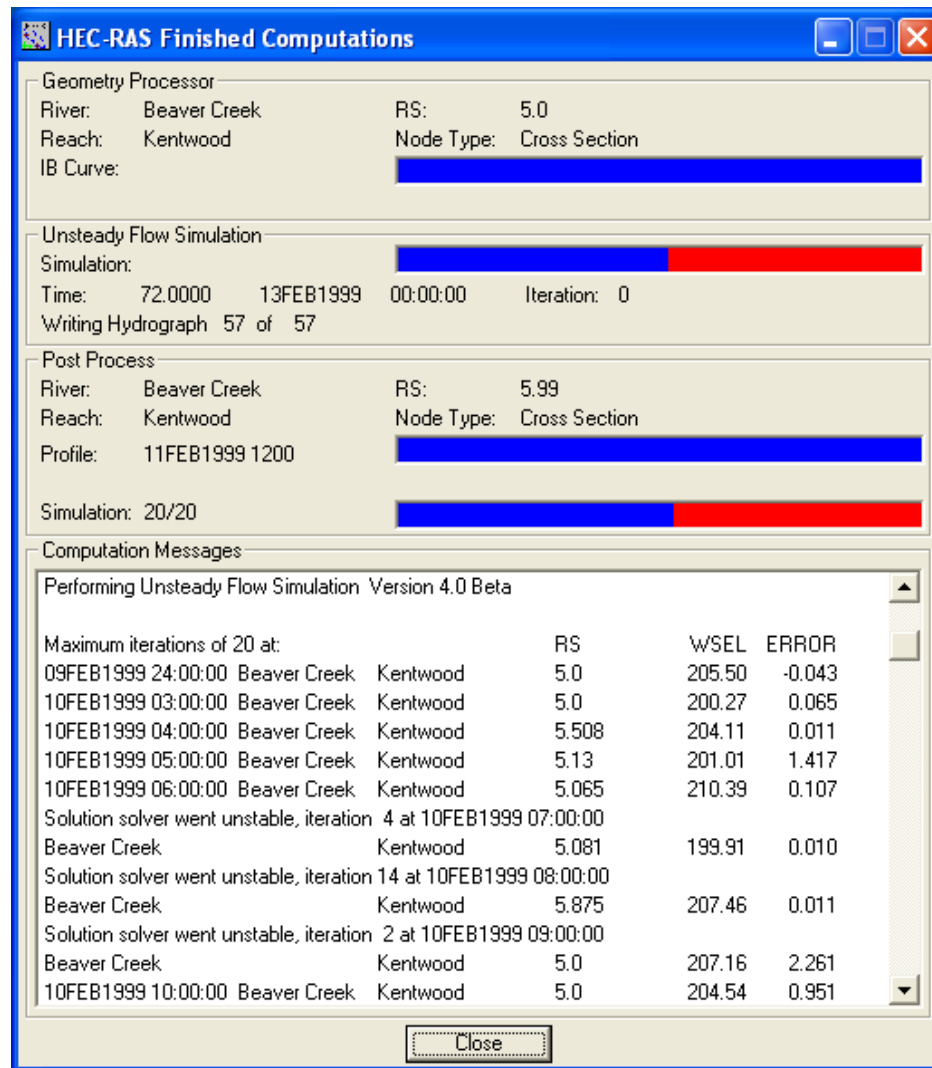 HEC-RAS Finished Computations
Geometry Processor
River: Beaver Creek RS: 5.0
Reach: Kentwood Node Type: Cross Section
IB Curve:
Unsteady Flow Simulation
Simulation:
Time: 72.0000 13FEB1999 00:00:00 Iteration: 0
Writing Hydrograph 57 of 57
Post Process
River: Beaver Creek RS: 5.99
Reach: Kentwood Node Type: Cross Section
Profile: 11FEB1999 1200
Simulation: 20/20
Computation Messages
Performing Unsteady Flow Simulation Version 4.0 Beta
Maximum iterations of 20 at: RS WSEL ERROR
09FEB1999 24:00:00 Beaver Creek Kentwood 5.0 205.50 -0.043
10FEB1999 03:00:00 Beaver Creek Kentwood 5.0 200.27 0.065
10FEB1999 04:00:00 Beaver Creek Kentwood 5.508 204.11 0.011
10FEB1999 05:00:00 Beaver Creek Kentwood 5.13 201.01 1.417
10FEB1999 06:00:00 Beaver Creek Kentwood 5.065 210.39 0.107
Solution solver went unstable, iteration 4 at 10FEB1999 07:00:00
Beaver Creek Kentwood 5.081 199.91 0.010
Solution solver went unstable, iteration 14 at 10FEB1999 08:00:00
Beaver Creek Kentwood 5.875 207.46 0.011
Solution solver went unstable, iteration 2 at 10FEB1999 09:00:00
Beaver Creek Kentwood 5.0 207.16 2.261
10FEB1999 10:00:00 Beaver Creek Kentwood 5.0 204.54 0.951
Close